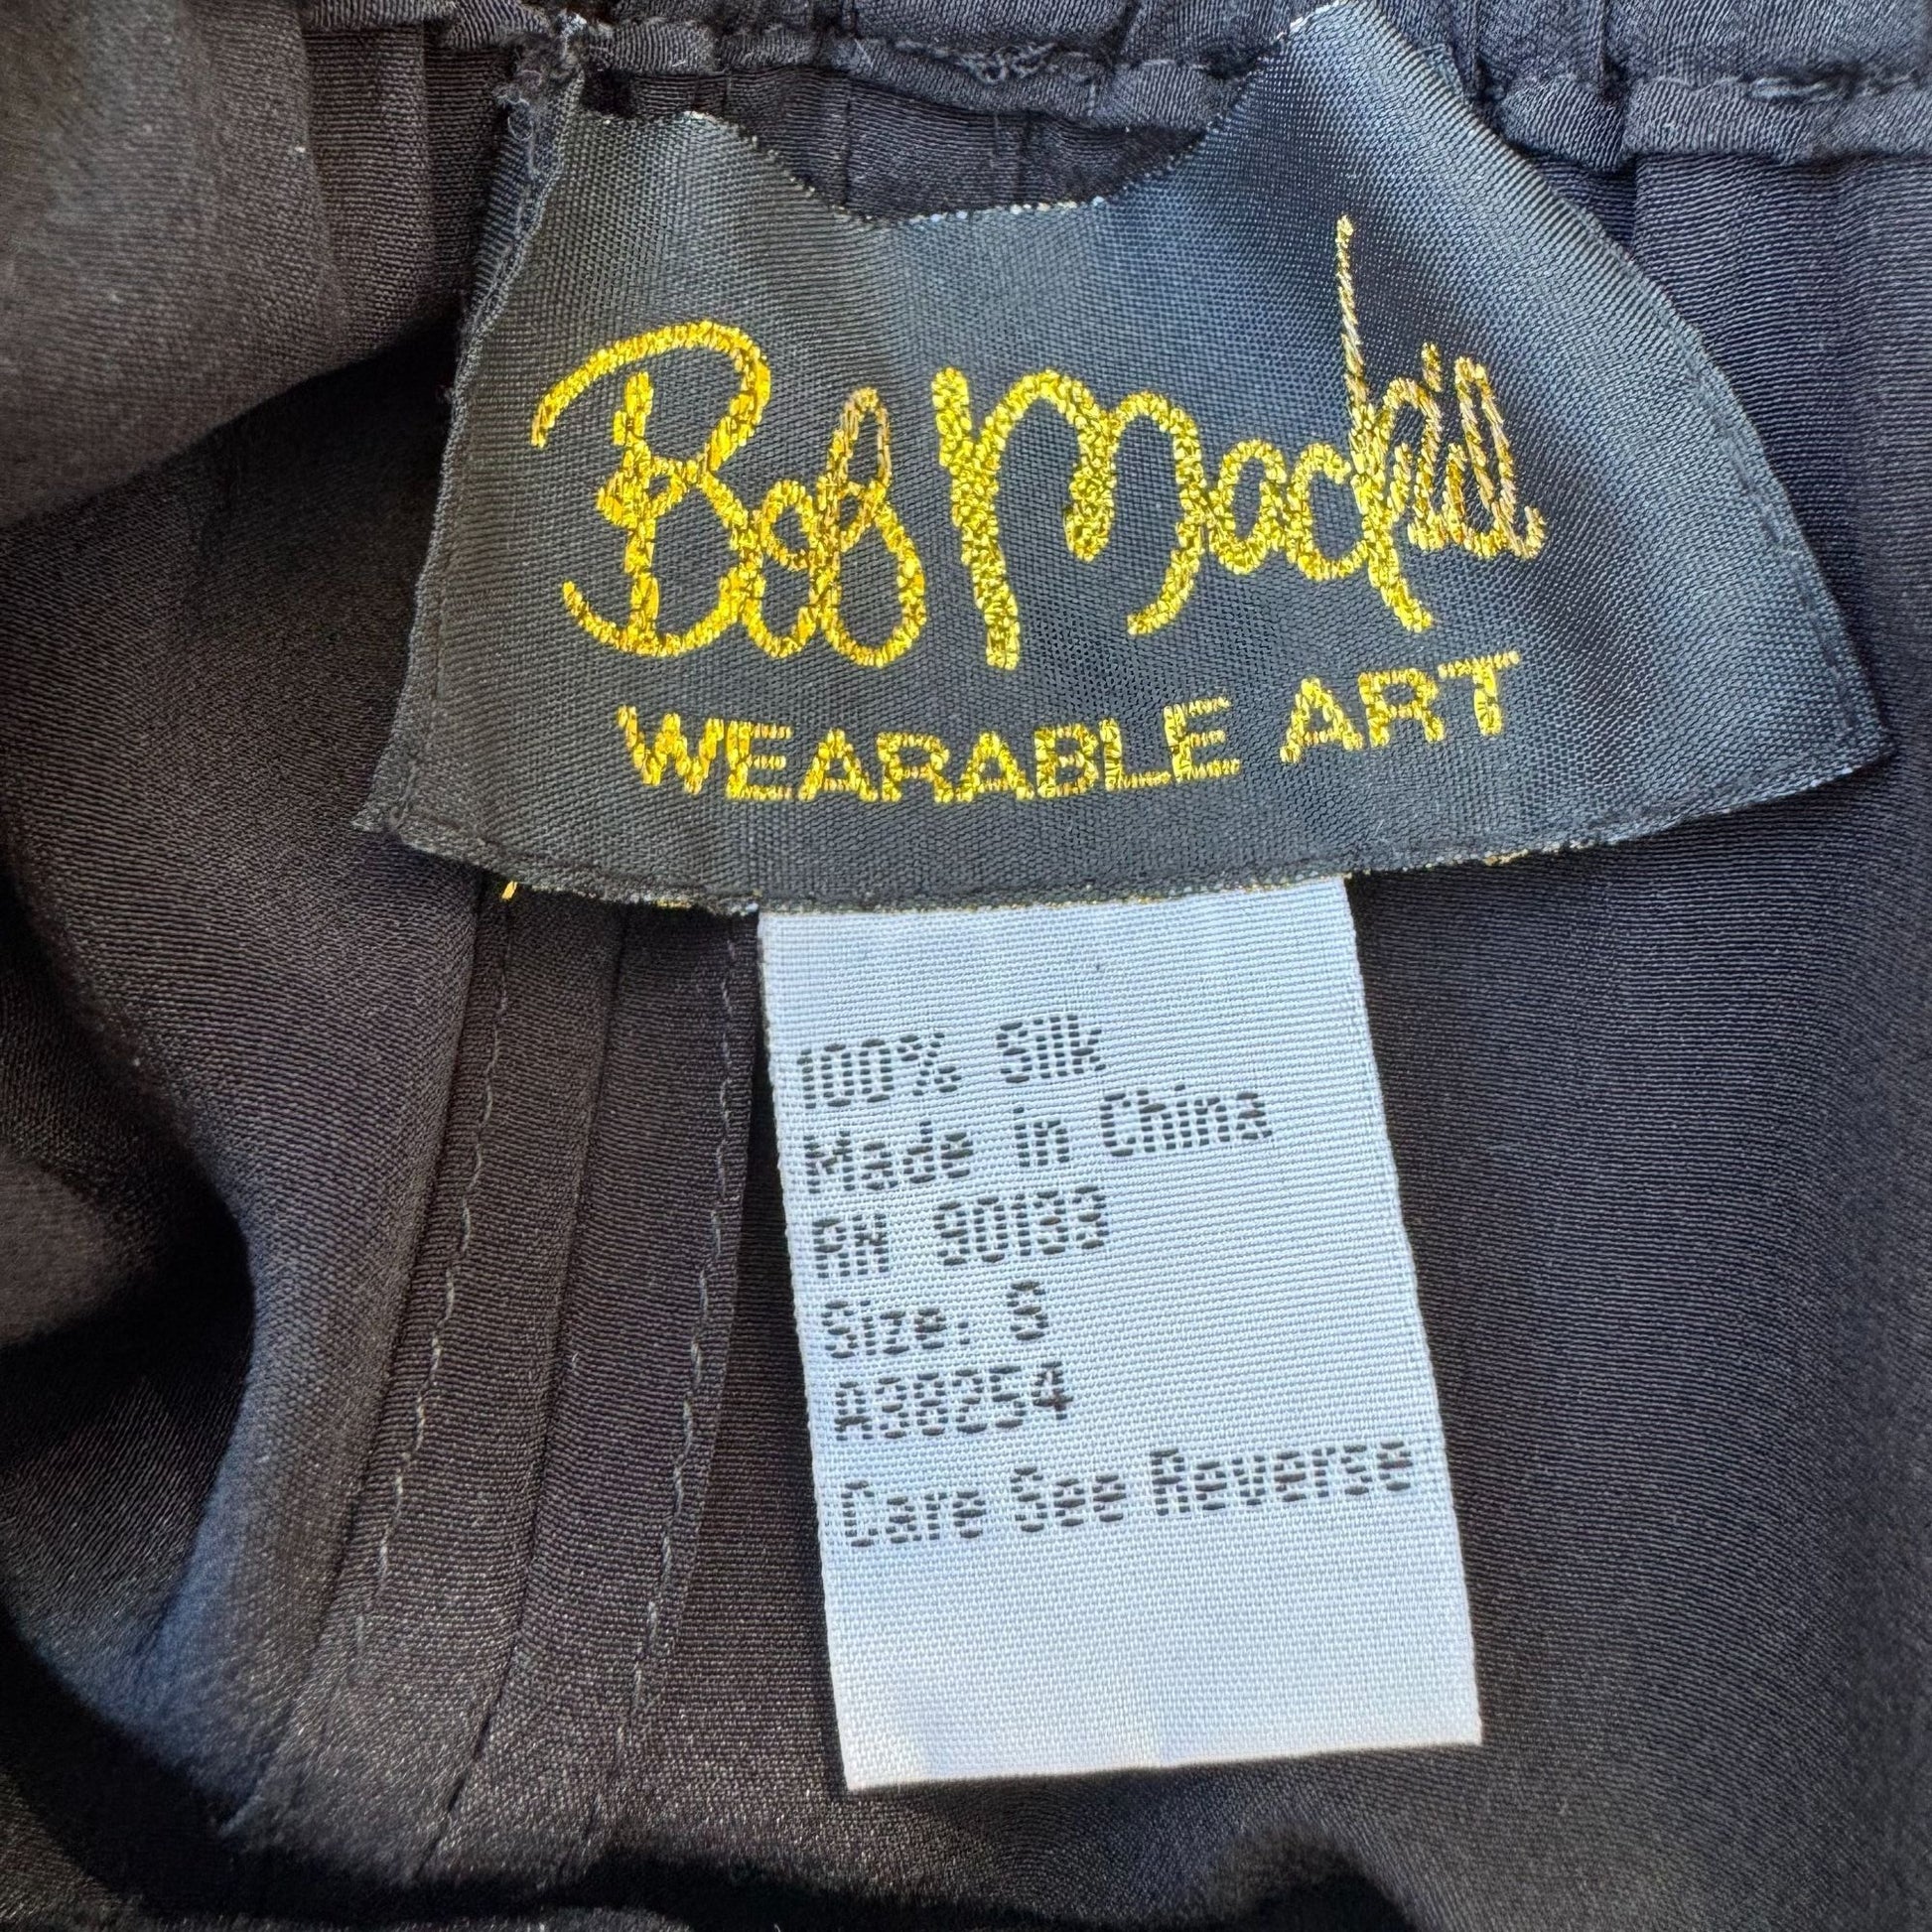 Bob Mackie
WEARABLE ART
100% Silk
Made in China
RN 90133
Size: S
A38254
Care See Reverse